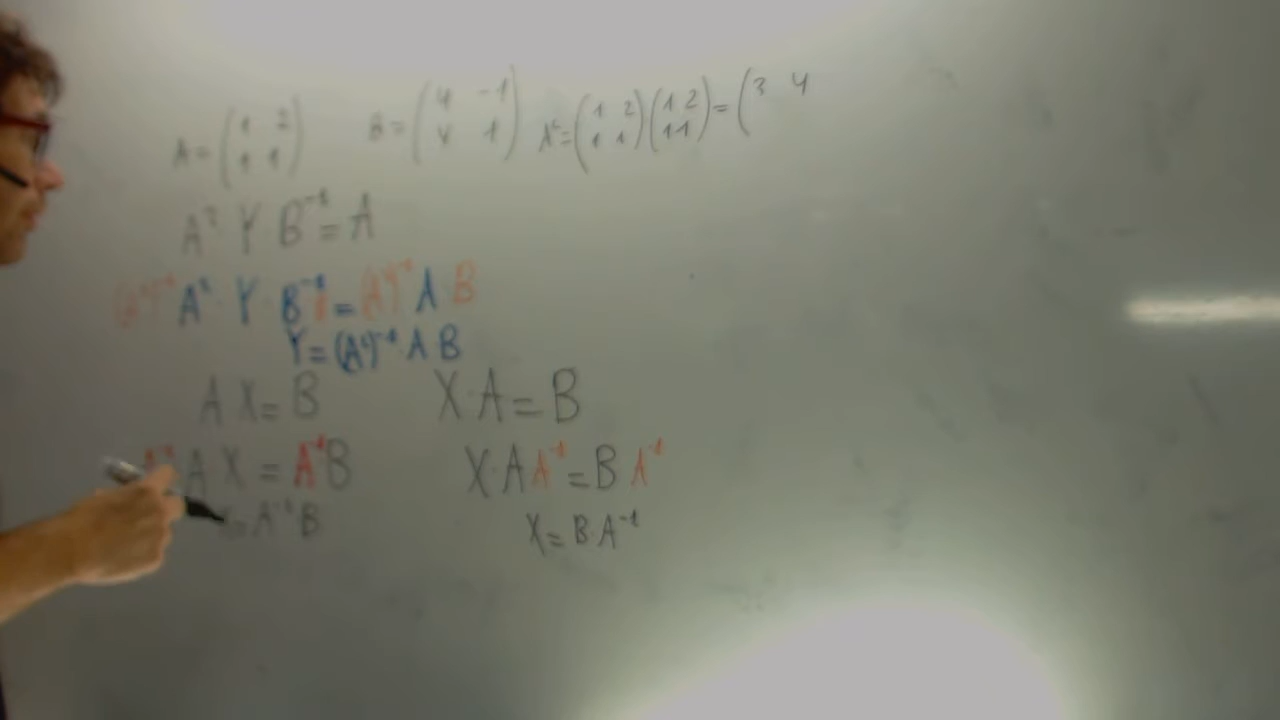 A = ( 1 2 1 1 ) B = ( 4 -1 4 1 ) A² = ( 1 2 1 1 ) ( 1 2 1 1 ) = ( 3 4
A² Y B⁻¹ = A
(A²)⁻¹ A² · Y · B⁻¹ B = (A²)⁻¹ A B
Y = (A²)⁻¹ A B
A X = B X·A = B
A⁻¹ A X = A⁻¹B X·A A⁻¹ = B A⁻¹
X = A⁻¹ B X = B·A⁻¹